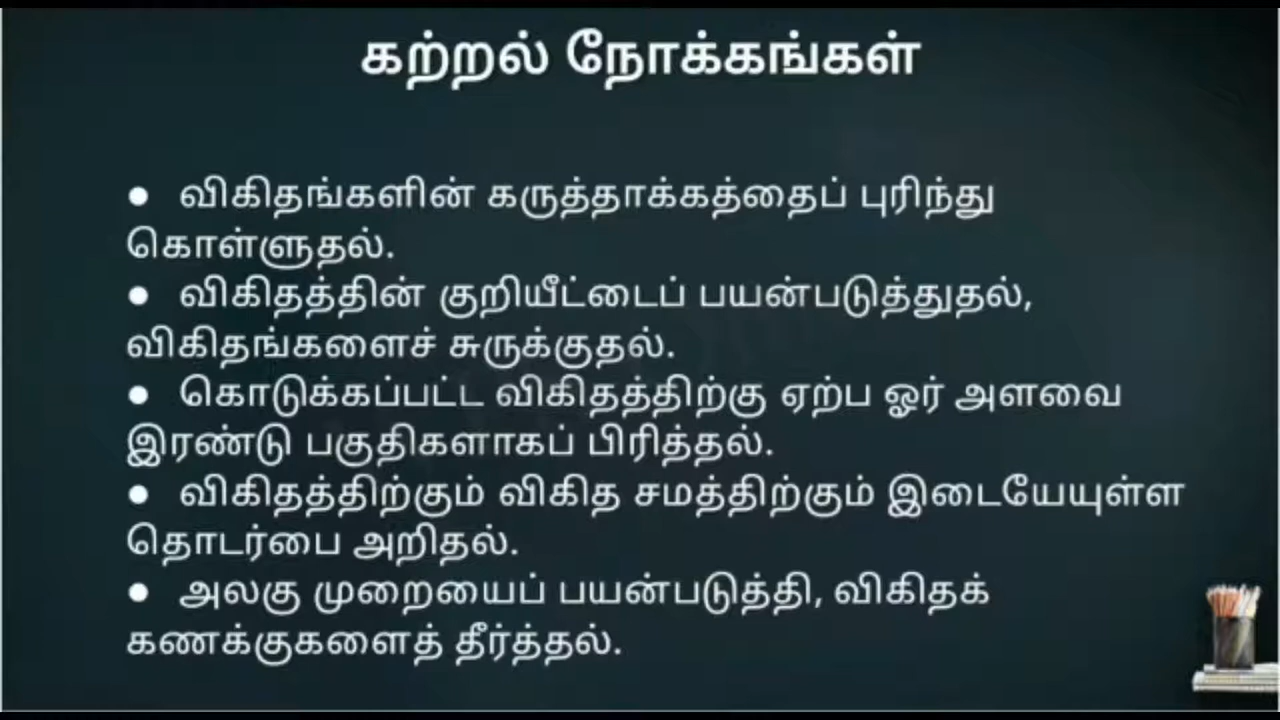 கற்றல் நோக்கங்கள்
● விகிதங்களின் கருத்தாக்கத்தைப் புரிந்து
கொள்ளுதல்.
● விகிதத்தின் குறியீட்டைப் பயன்படுத்துதல்,
விகிதங்களைச் சுருக்குதல்.
● கொடுக்கப்பட்ட விகிதத்திற்கு ஏற்ப ஓர் அளவை
இரண்டு பகுதிகளாகப் பிரித்தல்.
● விகிதத்திற்கும் விகித சமத்திற்கும் இடையேயுள்ள
தொடர்பை அறிதல்.
● அலகு முறையைப் பயன்படுத்தி, விகிதக்
கணக்குகளைத் தீர்த்தல்.